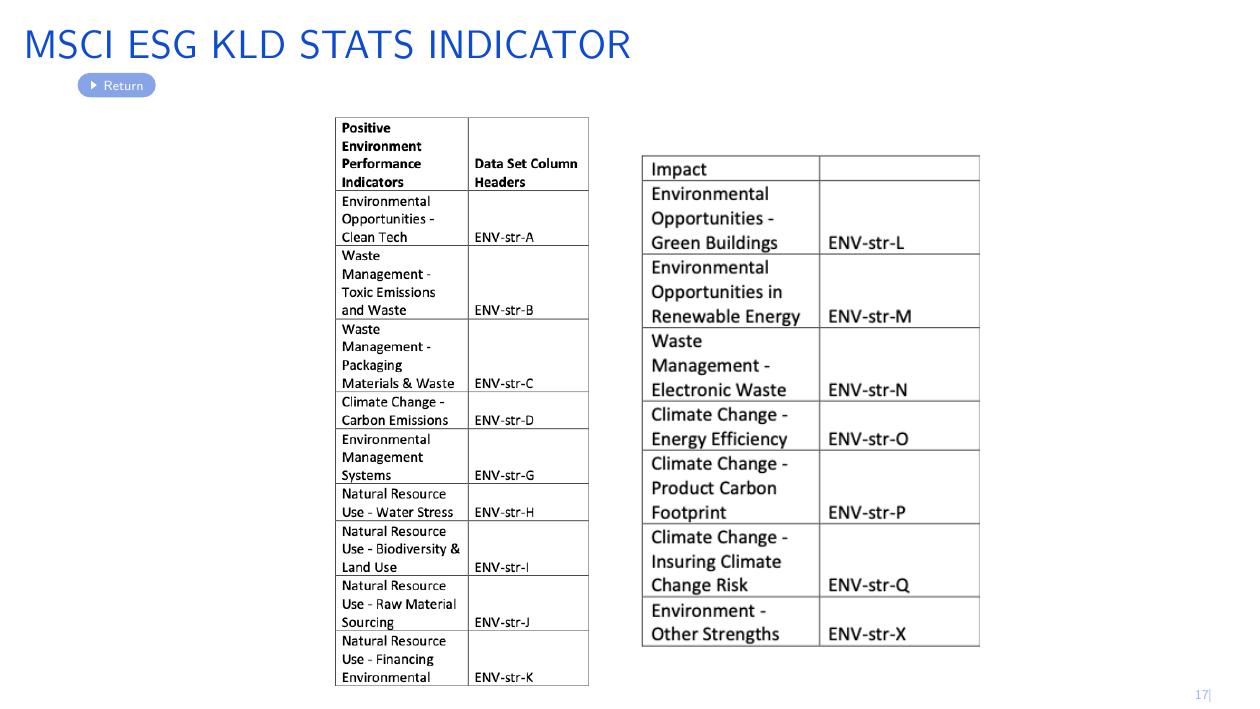 MSCI ESG KLD STATS INDICATOR
Return
Positive
Environment
Performance
Indicators
Data Set Column
Headers
Environmental
Opportunities -
Clean Tech
ENV-str-A
Waste
Management -
Toxic Emissions
and Waste
ENV-str-B
Waste
Management -
Packaging
Materials & Waste
ENV-str-C
Climate Change -
Carbon Emissions
ENV-str-D
Environmental
Management
Systems
ENV-str-G
Natural Resource
Use - Water Stress
ENV-str-H
Natural Resource
Use - Biodiversity &
Land Use
ENV-str-I
Natural Resource
Use - Raw Material
Sourcing
ENV-str-J
Natural Resource
Use - Financing
Environmental
ENV-str-K
Impact
Environmental
Opportunities -
Green Buildings
ENV-str-L
Environmental
Opportunities in
Renewable Energy
ENV-str-M
Waste
Management -
Electronic Waste
ENV-str-N
Climate Change -
Energy Efficiency
ENV-str-O
Climate Change -
Product Carbon
Footprint
ENV-str-P
Climate Change -
Insuring Climate
Change Risk
ENV-str-Q
Environment -
Other Strengths
ENV-str-X
17|